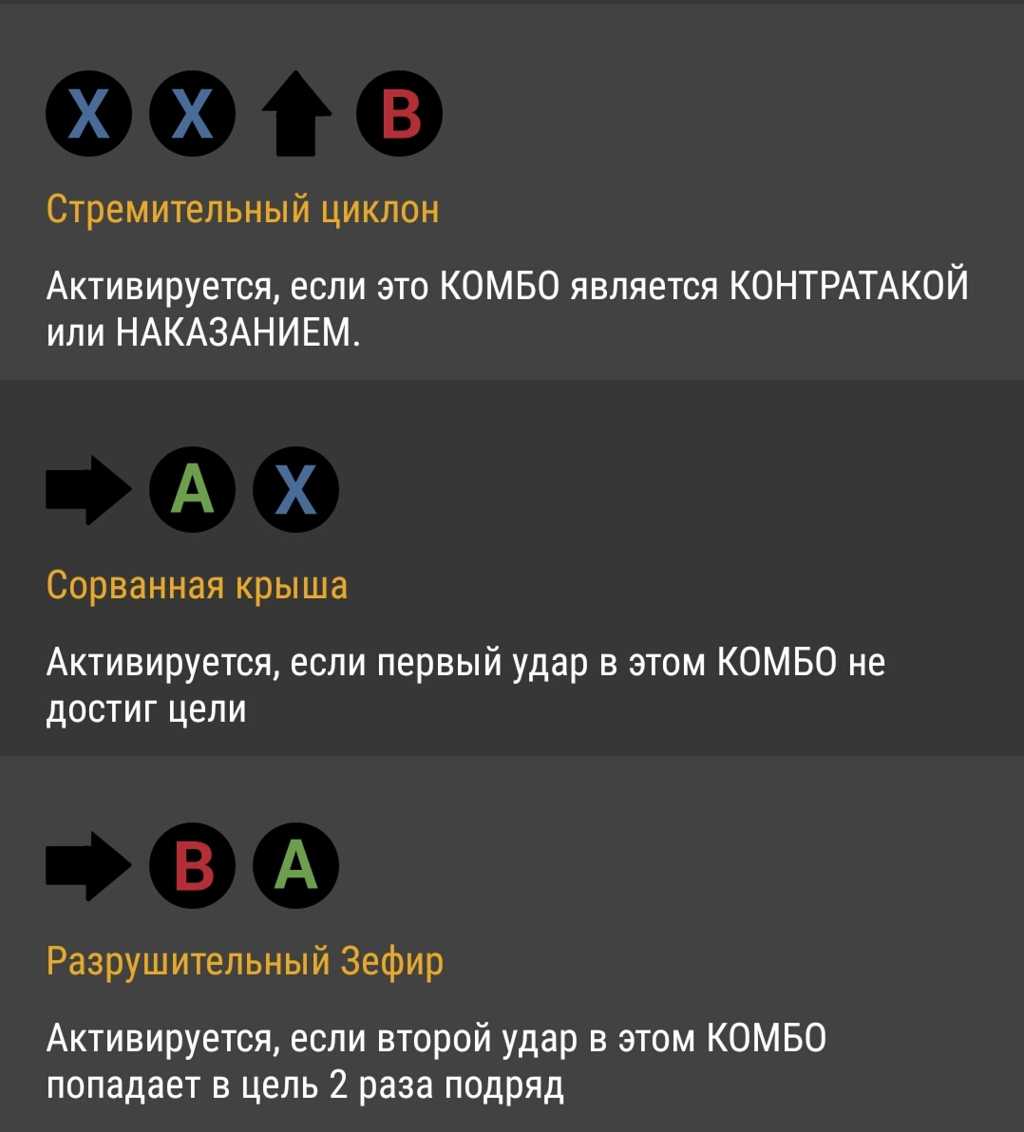 X X ↑ B
Стремительный циклон
Активируется, если это КОМБО является КОНТРАТАКОЙ
или НАКАЗАНИЕМ.
→ A X
Сорванная крыша
Активируется, если первый удар в этом КОМБО не
достиг цели
→ B A
Разрушительный Зефир
Активируется, если второй удар в этом КОМБО
попадает в цель 2 раза подряд